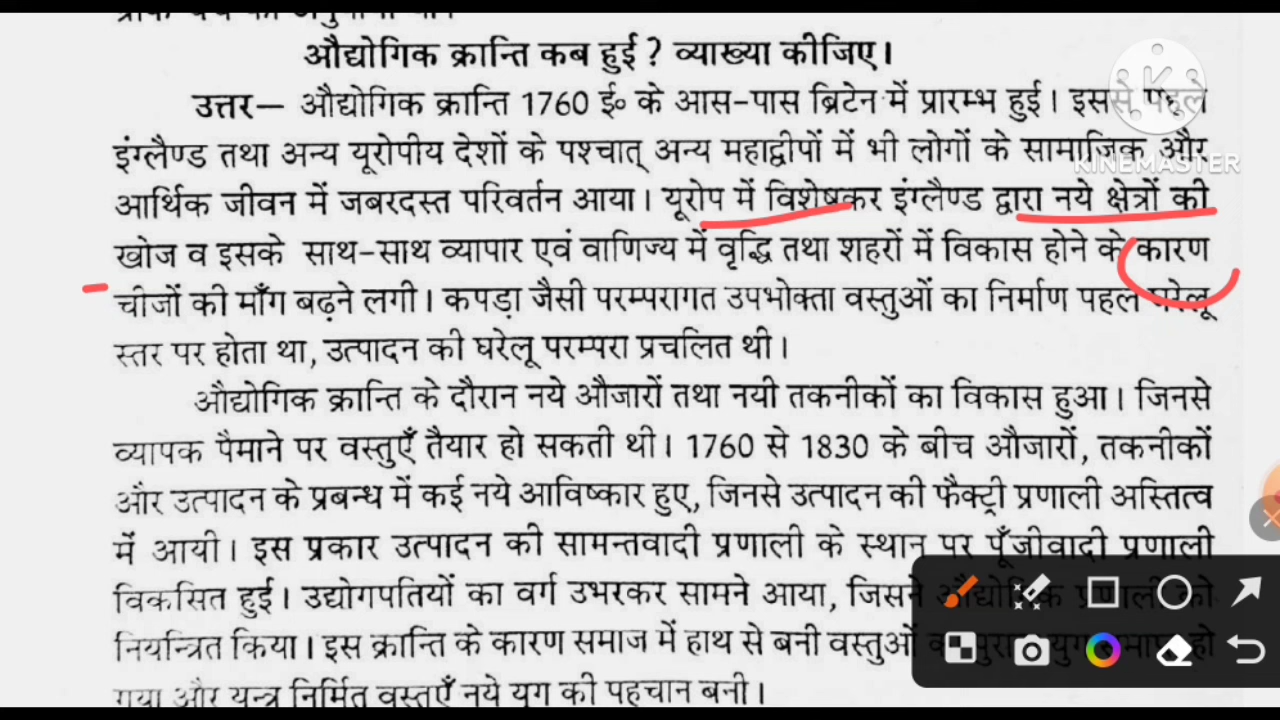 औद्योगिक क्रान्ति कब हुई? व्याख्या कीजिए।
उत्तर— औद्योगिक क्रान्ति 1760 ई० के आस-पास ब्रिटेन में प्रारम्भ हुई। इससे पहले
इंग्लैण्ड तथा अन्य यूरोपीय देशों के पश्चात् अन्य महाद्वीपों में भी लोगों के सामाजिक और
KINEMASTER
आर्थिक जीवन में जबरदस्त परिवर्तन आया। यूरोप में विशेषकर इंग्लैण्ड द्वारा नये क्षेत्रों की
खोज व इसके साथ-साथ व्यापार एवं वाणिज्य में वृद्धि तथा शहरों में विकास होने के कारण
चीजों की माँग बढ़ने लगी। कपड़ा जैसी परम्परागत उपभोक्ता वस्तुओं का निर्माण पहले घरेलू
स्तर पर होता था, उत्पादन की घरेलू परम्परा प्रचलित थी।
औद्योगिक क्रान्ति के दौरान नये औजारों तथा नयी तकनीकों का विकास हुआ। जिनसे
व्यापक पैमाने पर वस्तुएँ तैयार हो सकती थी। 1760 से 1830 के बीच औजारों, तकनीकों
और उत्पादन के प्रबन्ध में कई नये आविष्कार हुए, जिनसे उत्पादन की फैक्ट्री प्रणाली अस्तित्व
में आयी। इस प्रकार उत्पादन की सामन्तवादी प्रणाली के स्थान पर पूँजीवादी प्रणाली
विकसित हुई। उद्योगपतियों का वर्ग उभरकर सामने आया, जिसने औद्योगिक प्रणाली को
नियन्त्रित किया। इस क्रान्ति के कारण समाज में हाथ से बनी वस्तुओं का पुराना युग समाप्त हो
गया और यन्त्र निर्मित वस्तुएँ नये युग की पहचान बनी।